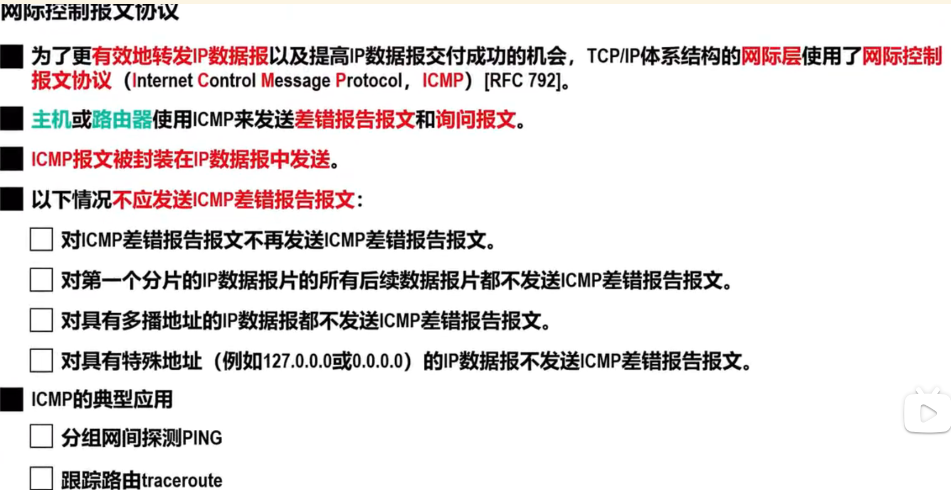 网际控制报文协议
为了更有效地转发IP数据报以及提高IP数据报交付成功的机会，TCP/IP体系结构的网际层使用了网际控制
报文协议（Internet Control Message Protocol，ICMP）[RFC 792]。
主机或路由器使用ICMP来发送差错报告报文和询问报文。
ICMP报文被封装在IP数据报中发送。
以下情况不应发送ICMP差错报告报文：
对ICMP差错报告报文不再发送ICMP差错报告报文。
对第一个分片的IP数据报片的所有后续数据报片都不发送ICMP差错报告报文。
对具有多播地址的IP数据报都不发送ICMP差错报告报文。
对具有特殊地址（例如127.0.0.0或0.0.0.0）的IP数据报不发送ICMP差错报告报文。
ICMP的典型应用
分组网间探测PING
跟踪路由traceroute